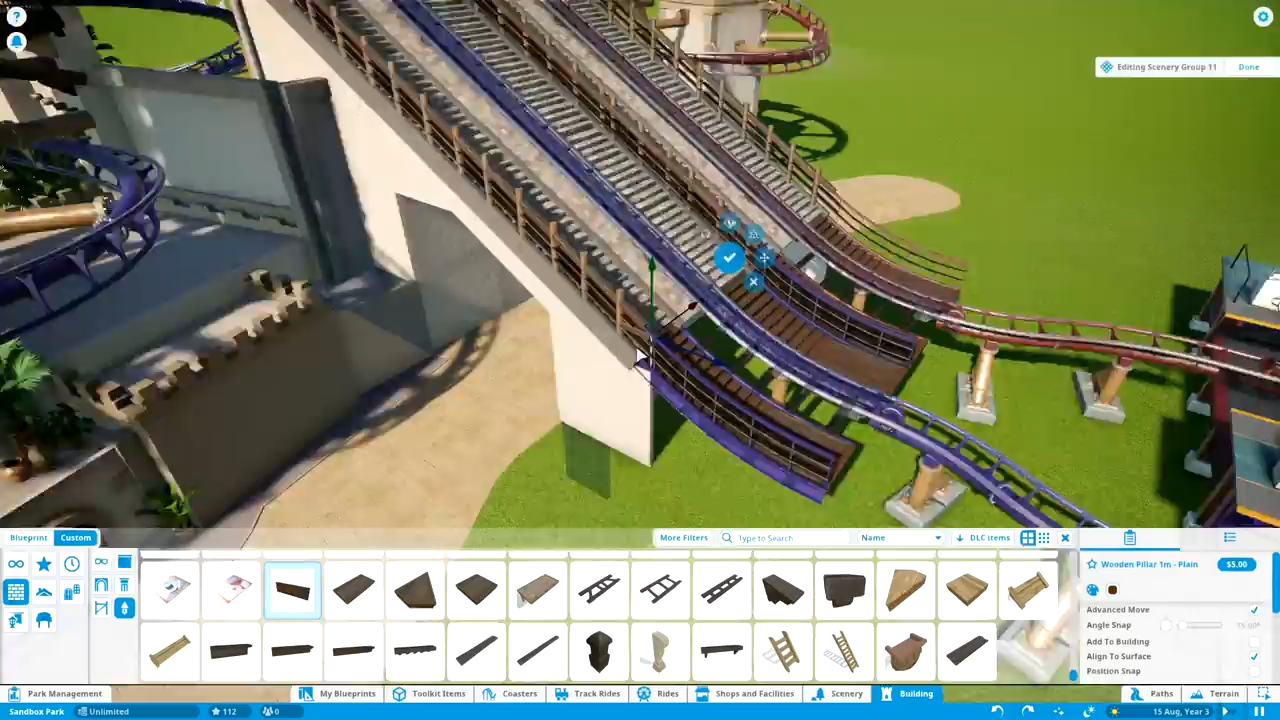 Editing Scenery Group 11 Done
Blueprint Custom More Filters Type to Search Name DLC items
Wooden Pillar 1m - Plain $5.00
Advanced Move
Angle Snap
Add To Building
Align To Surface
Position Snap
Park Management My Blueprints Toolkit Items Coasters Track Rides Rides Shops and Facilities Scenery Building Paths Terrain
Sandbox Park Unlimited 112 0 15 Aug, Year 3